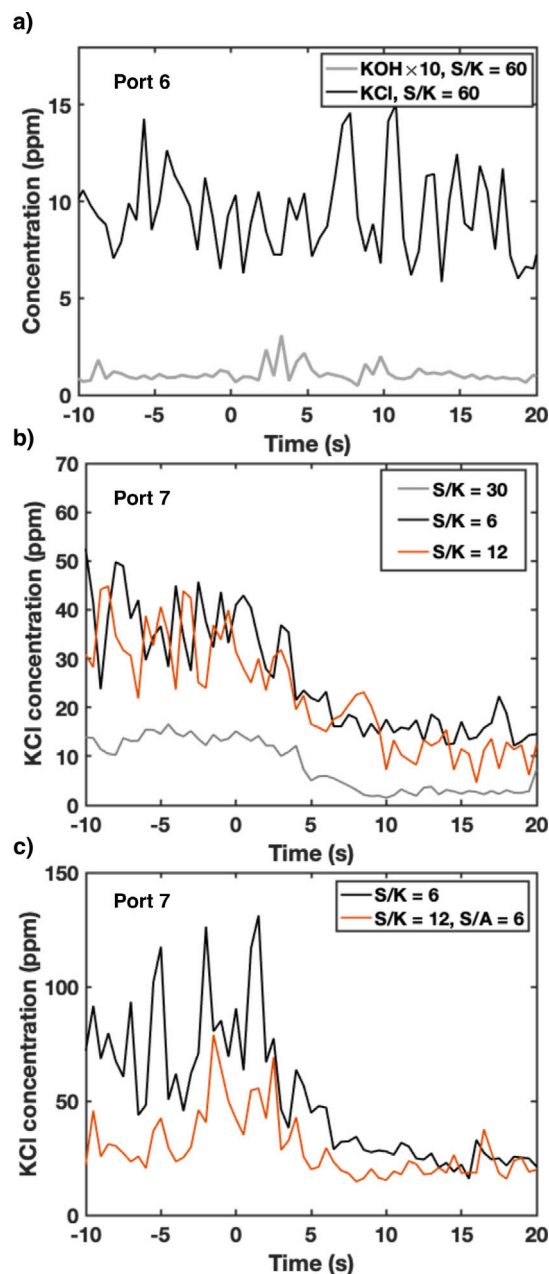 a)
Port 6
KOH×10, S/K = 60
KCl, S/K = 60
Concentration (ppm)
15
10
5
0
-10 -5 0 5 10 15 20
Time (s)
b)
Port 7
S/K = 30
S/K = 6
S/K = 12
KCl concentration (ppm)
70
60
50
40
30
20
10
0
-10 -5 0 5 10 15 20
Time (s)
c)
Port 7
S/K = 6
S/K = 12, S/A = 6
KCl concentration (ppm)
150
100
50
0
-10 -5 0 5 10 15 20
Time (s)